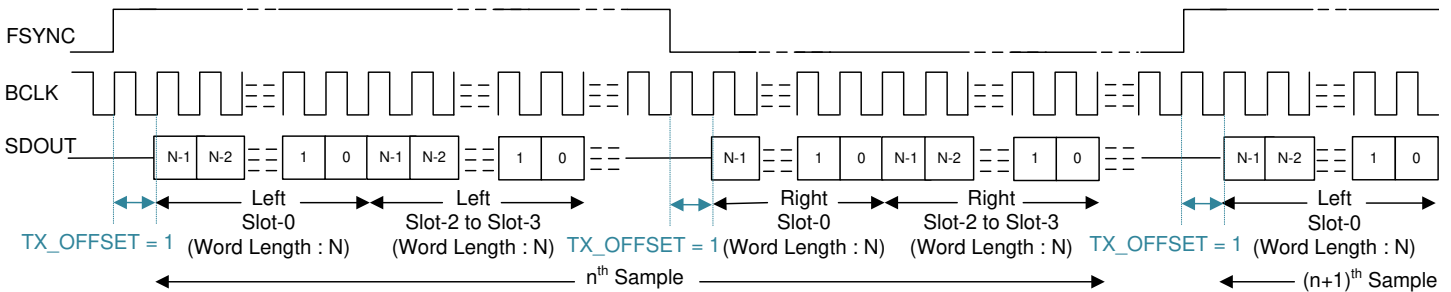 FSYNC
BCLK
SDOUT
N-1 N-2 1 0 N-1 N-2 1 0 N-1 1 0 N-1 N-2 1 0 N-1 N-2 1 0
Left
Slot-0
(Word Length : N)
Left
Slot-2 to Slot-3
(Word Length : N)
Right
Slot-0
(Word Length : N)
Right
Slot-2 to Slot-3
(Word Length : N)
Left
Slot-0
(Word Length : N)
TX_OFFSET = 1
TX_OFFSET = 1
TX_OFFSET = 1
nth Sample
(n+1)th Sample